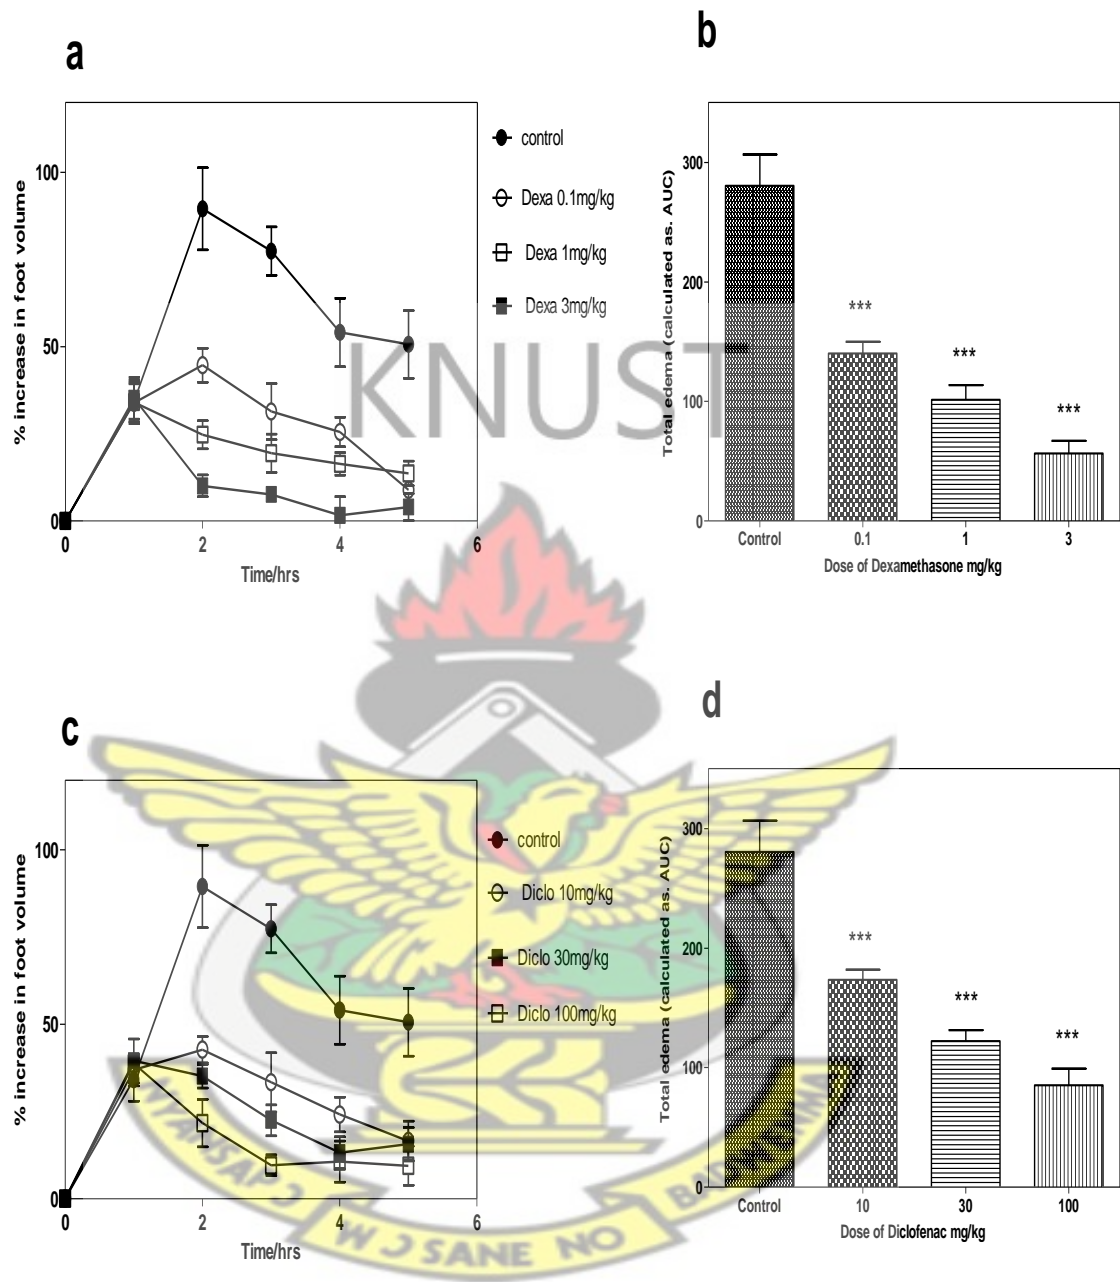 a
100
50
0
0
2
4
6
% increase in foot volume
Time/hrs
control
Dexa 0.1mg/kg
Dexa 1mg/kg
Dexa 3mg/kg
b
300
200
100
0
Total edema (calculated as. AUC)
***
***
***
Control
0.1
1
3
Dose of Dexamethasone mg/kg
KNUST
c
100
50
0
0
2
4
6
% increase in foot volume
Time/hrs
control
Diclo 10mg/kg
Diclo 30mg/kg
Diclo 100mg/kg
d
300
200
100
0
Total edema (calculated as. AUC)
***
***
***
Control
10
30
100
Dose of Diclofenac mg/kg
NYANSAPƆ
WƆSANE NO